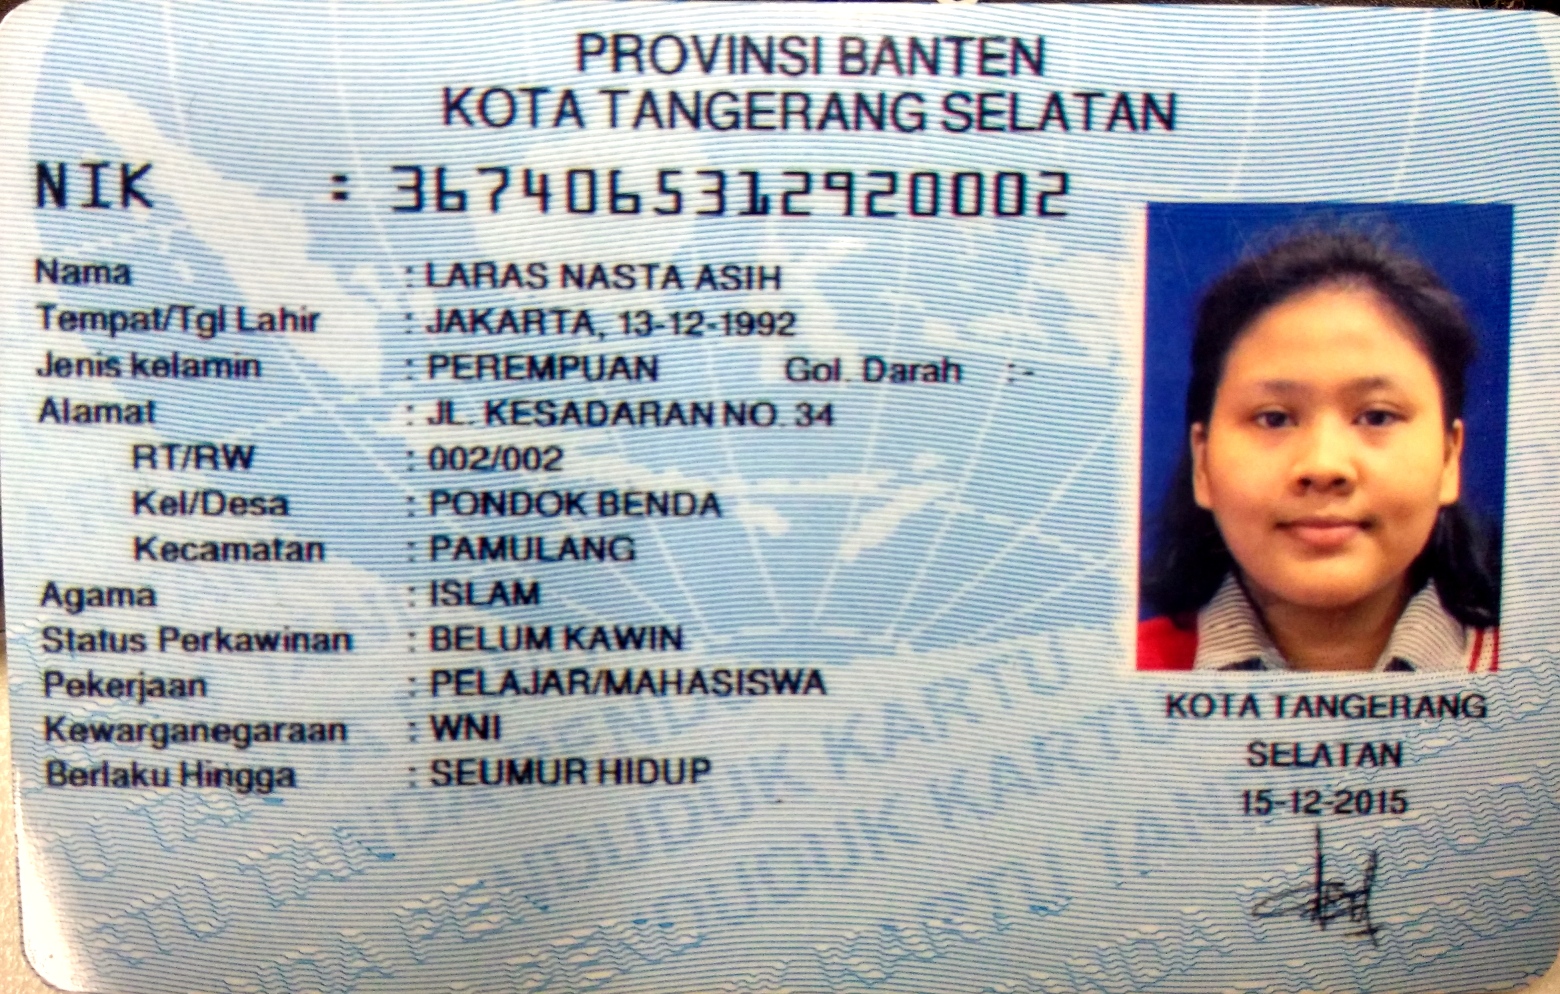 PROVINSI BANTEN
KOTA TANGERANG SELATAN
NIK : 3674065312920002
Nama : LARAS NASTA ASIH
Tempat/Tgl Lahir : JAKARTA, 13-12-1992
Jenis kelamin : PEREMPUAN Gol. Darah :-
Alamat : JL. KESADARAN NO. 34
RT/RW : 002/002
Kel/Desa : PONDOK BENDA
Kecamatan : PAMULANG
Agama : ISLAM
Status Perkawinan : BELUM KAWIN
Pekerjaan : PELAJAR/MAHASISWA
Kewarganegaraan : WNI
Berlaku Hingga : SEUMUR HIDUP
KOTA TANGERANG
SELATAN
15-12-2015